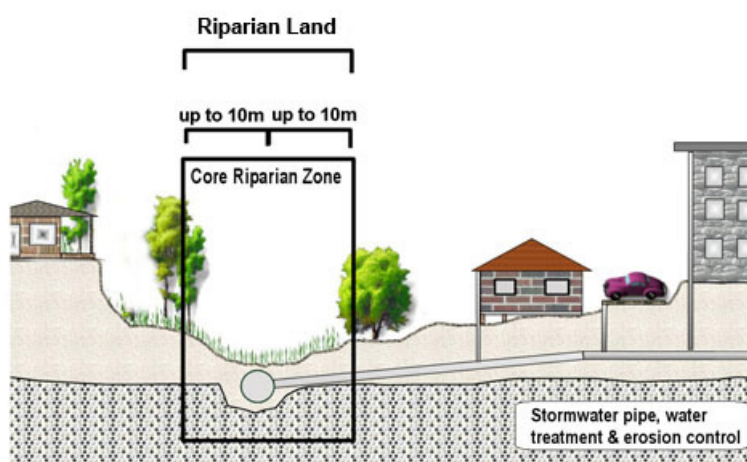 Riparian Land
up to 10m up to 10m
Core Riparian Zone
Stormwater pipe, water
treatment & erosion control